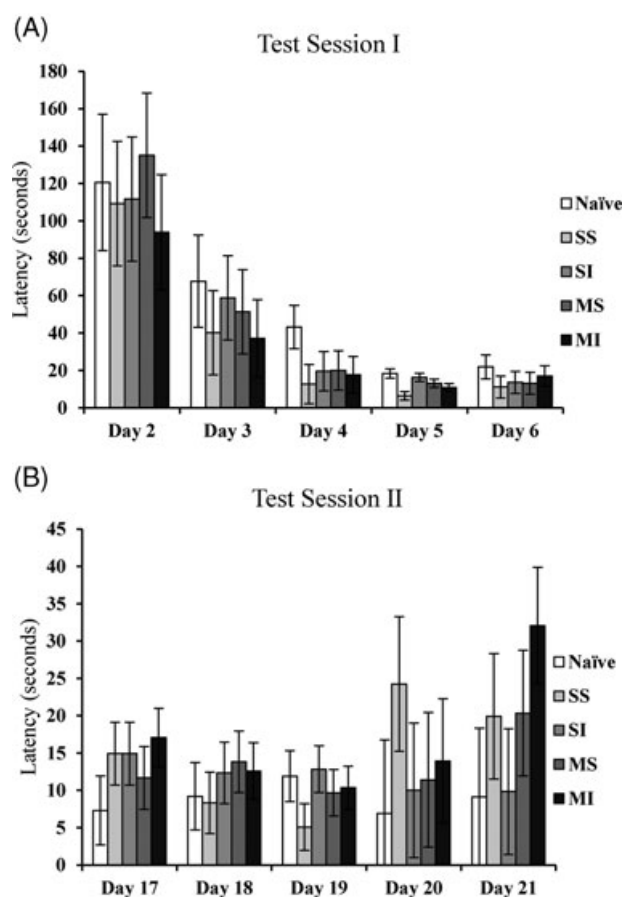 (A)
Test Session I
Latency (seconds)
180
160
140
120
100
80
60
40
20
0
Day 2 Day 3 Day 4 Day 5 Day 6
Naïve
SS
SI
MS
MI
(B)
Test Session II
Latency (seconds)
45
40
35
30
25
20
15
10
5
0
Day 17 Day 18 Day 19 Day 20 Day 21
Naïve
SS
SI
MS
MI